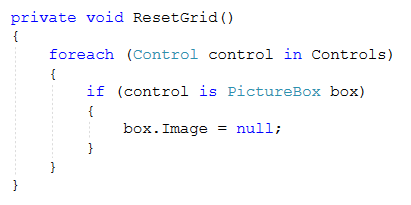 private void ResetGrid()
{
    foreach (Control control in Controls)
    {
        if (control is PictureBox box)
        {
            box.Image = null;
        }
    }
}